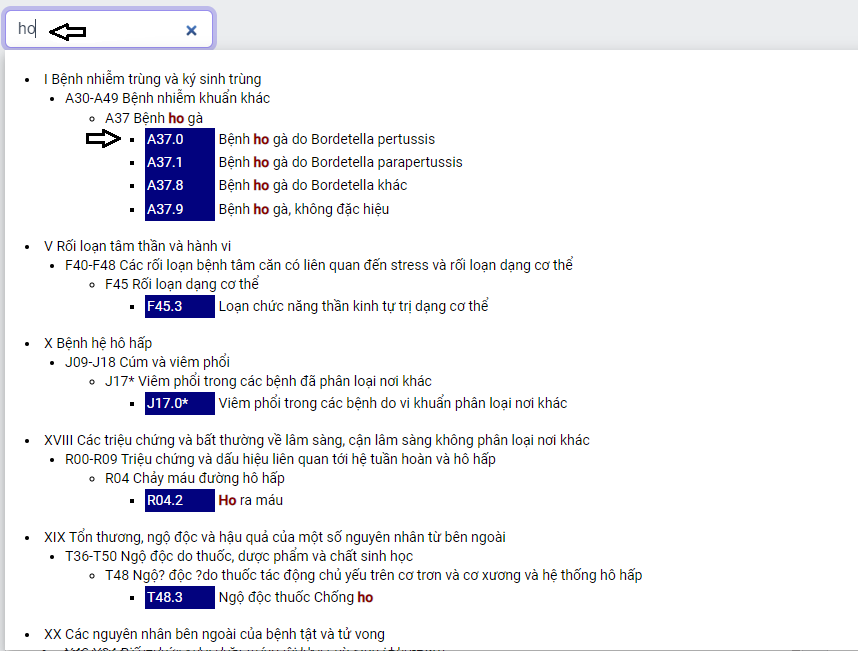 ho
I Bệnh nhiễm trùng và ký sinh trùng
A30-A49 Bệnh nhiễm khuẩn khác
A37 Bệnh ho gà
A37.0 Bệnh ho gà do Bordetella pertussis
A37.1 Bệnh ho gà do Bordetella parapertussis
A37.8 Bệnh ho gà do Bordetella khác
A37.9 Bệnh ho gà, không đặc hiệu
V Rối loạn tâm thần và hành vi
F40-F48 Các rối loạn bệnh tâm căn có liên quan đến stress và rối loạn dạng cơ thể
F45 Rối loạn dạng cơ thể
F45.3 Loạn chức năng thần kinh tự trị dạng cơ thể
X Bệnh hệ hô hấp
J09-J18 Cúm và viêm phổi
J17* Viêm phổi trong các bệnh đã phân loại nơi khác
J17.0* Viêm phổi trong các bệnh do vi khuẩn phân loại nơi khác
XVIII Các triệu chứng và bất thường về lâm sàng, cận lâm sàng không phân loại nơi khác
R00-R09 Triệu chứng và dấu hiệu liên quan tới hệ tuần hoàn và hô hấp
R04 Chảy máu đường hô hấp
R04.2 Ho ra máu
XIX Tổn thương, ngộ độc và hậu quả của một số nguyên nhân từ bên ngoài
T36-T50 Ngộ độc do thuốc, dược phẩm và chất sinh học
T48 Ngộ? độc ?do thuốc tác động chủ yếu trên cơ trơn và cơ xương và hệ thống hô hấp
T48.3 Ngộ độc thuốc Chống ho
XX Các nguyên nhân bên ngoài của bệnh tật và tử vong